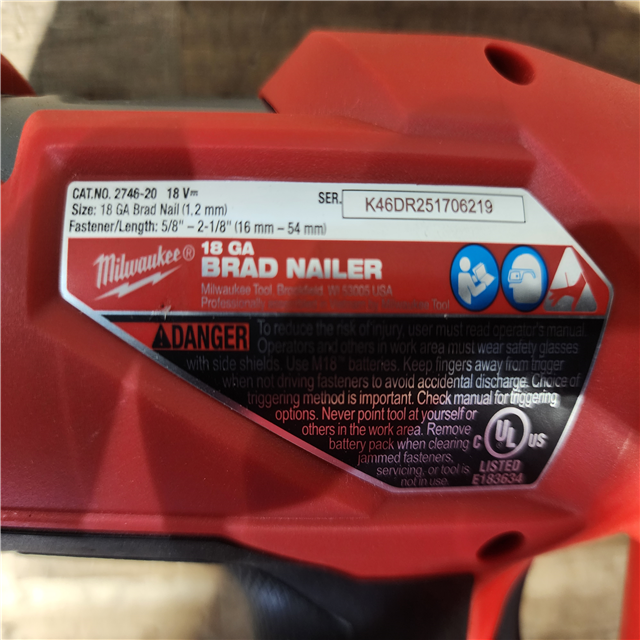 CAT.NO. 2746-20 18 V⎓
SER. K46DR251706219
Size: 18 GA Brad Nail (1,2 mm)
Fastener/Length: 5/8" – 2-1/8" (16 mm – 54 mm)
Milwaukee®
18 GA
BRAD NAILER
Milwaukee Tool, Brookfield, WI 53005 USA
Professionally
DANGER To reduce the risk of injury, user must read operator's manual.
Operators and others in work area must wear safety glasses
with side shields. Use M18™ batteries. Keep fingers away from trigger
when not driving fasteners to avoid accidental discharge. Choice of
triggering method is important. Check manual for triggering
options. Never point tool at yourself or
others in the work area. Remove
battery pack when clearing
jammed fasteners,
servicing, or tool is
not in use.
C UL US
LISTED
E183634